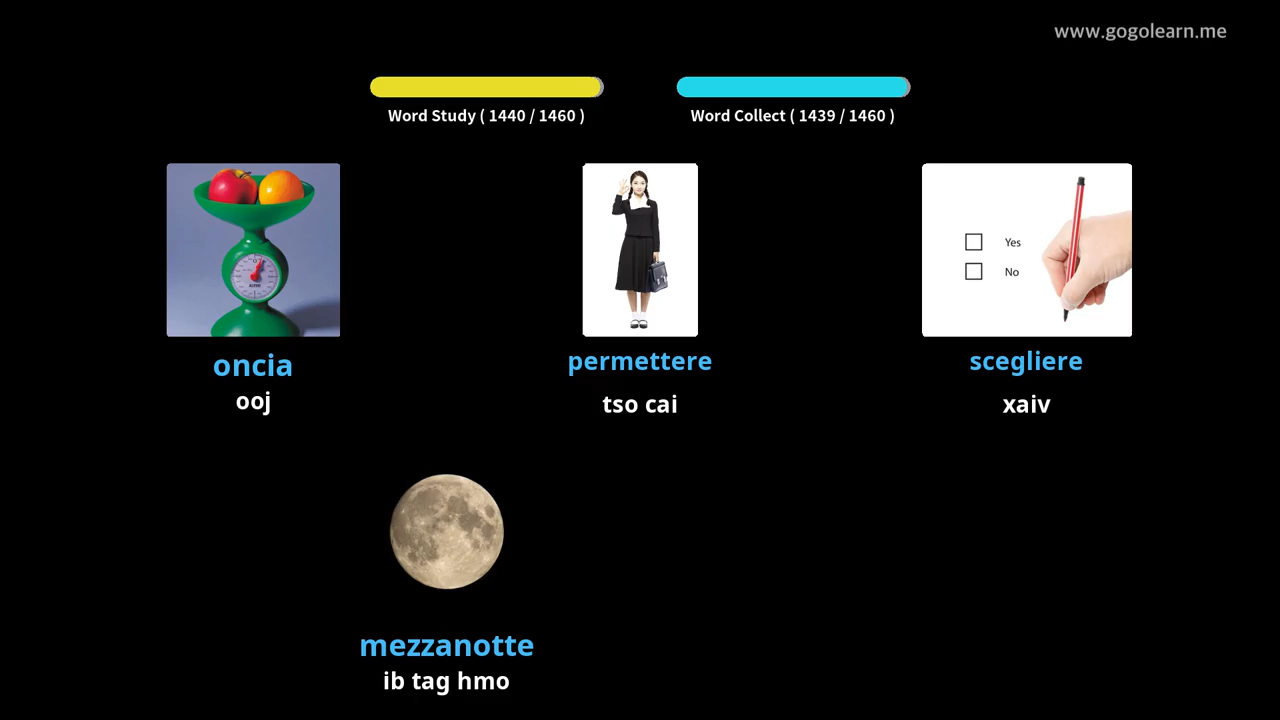 www.gogolearn.me
Word Study ( 1440 / 1460 )
Word Collect ( 1439 / 1460 )
Yes
No
oncia
permettere
scegliere
ooj
tso cai
xaiv
mezzanotte
ib tag hmo